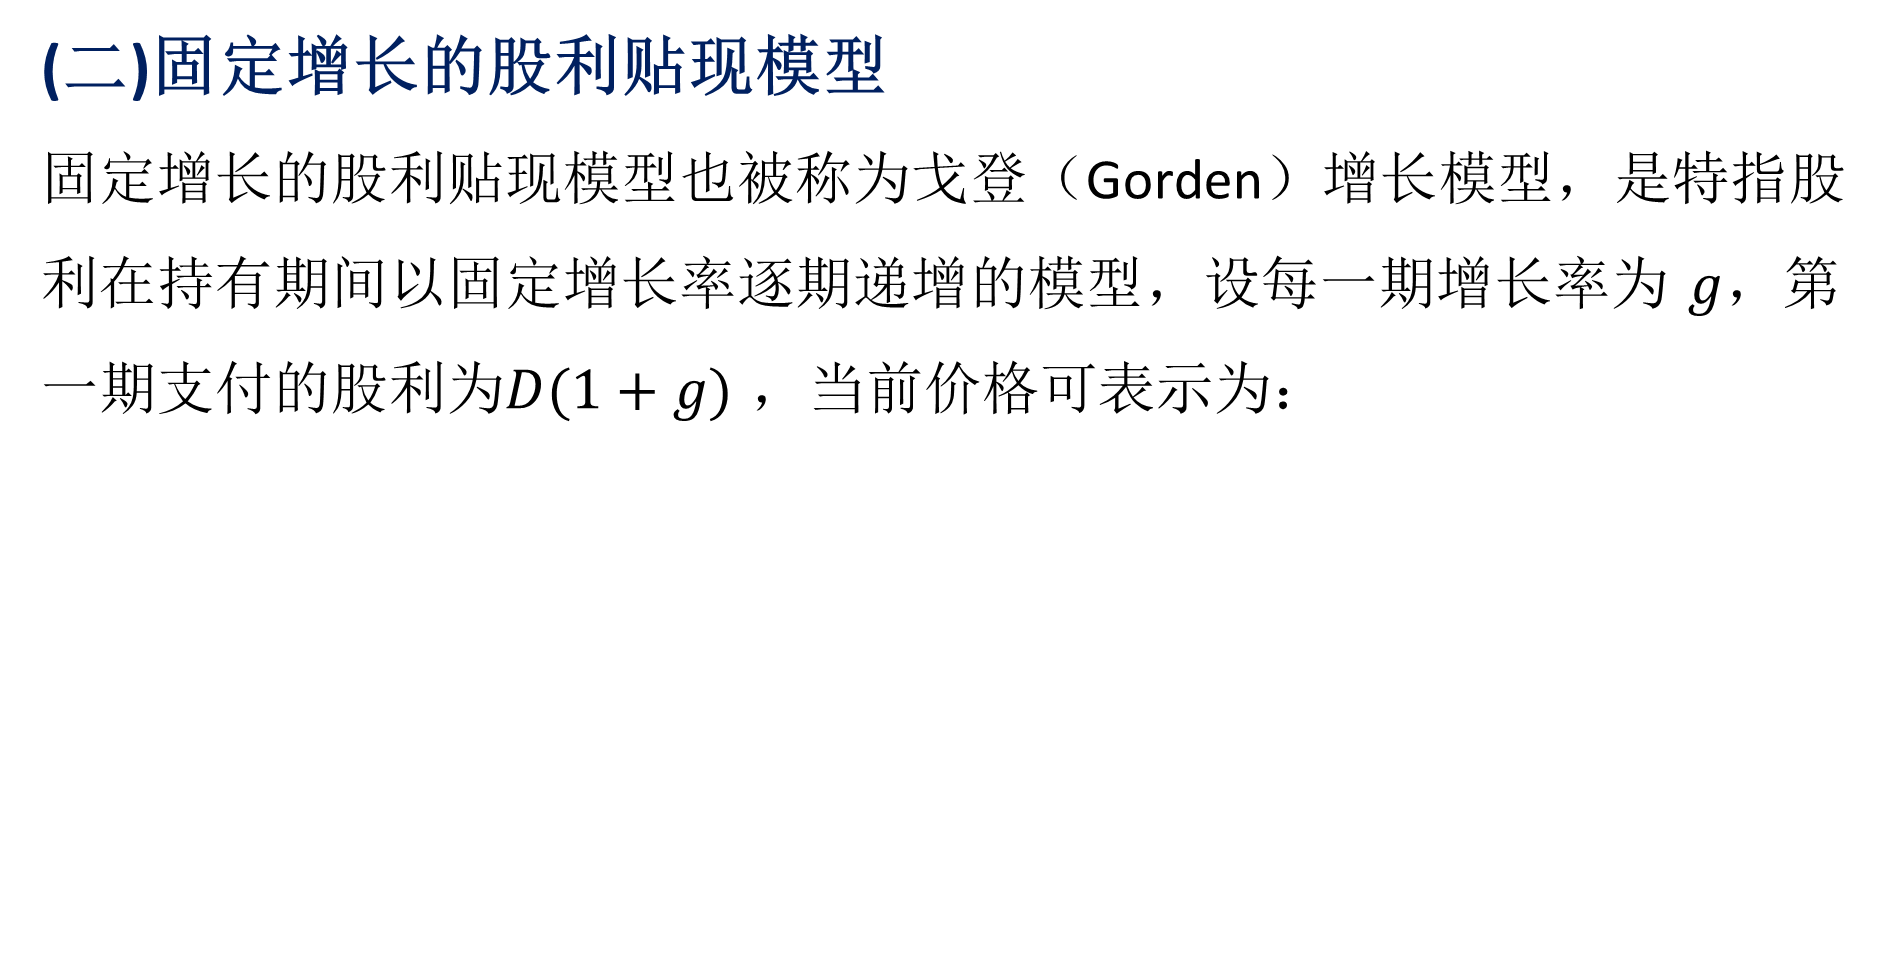 (二)固定增长的股利贴现模型
固定增长的股利贴现模型也被称为戈登（Gorden）增长模型，是特指股
利在持有期间以固定增长率逐期递增的模型，设每一期增长率为 g，第
一期支付的股利为D(1 + g) ，当前价格可表示为：